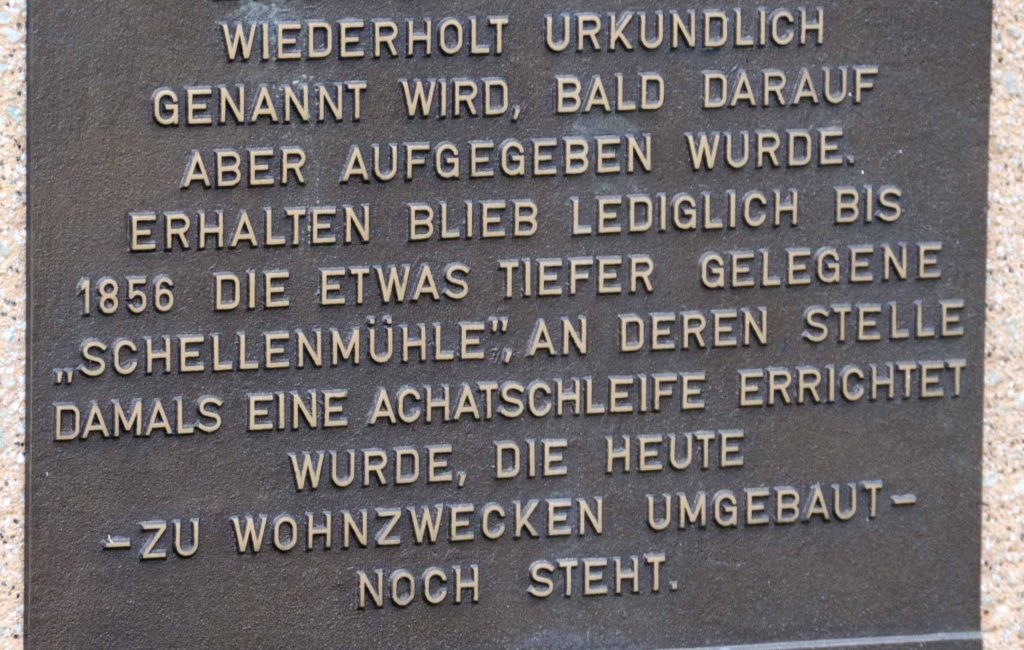 WIEDERHOLT URKUNDLICH
GENANNT WIRD, BALD DARAUF
ABER AUFGEGEBEN WURDE.
ERHALTEN BLIEB LEDIGLICH BIS
1856 DIE ETWAS TIEFER GELEGENE
„SCHELLENMÜHLE”, AN DEREN STELLE
DAMALS EINE ACHATSCHLEIFE ERRICHTET
WURDE, DIE HEUTE
-ZU WOHNZWECKEN UMGEBAUT-
NOCH STEHT.